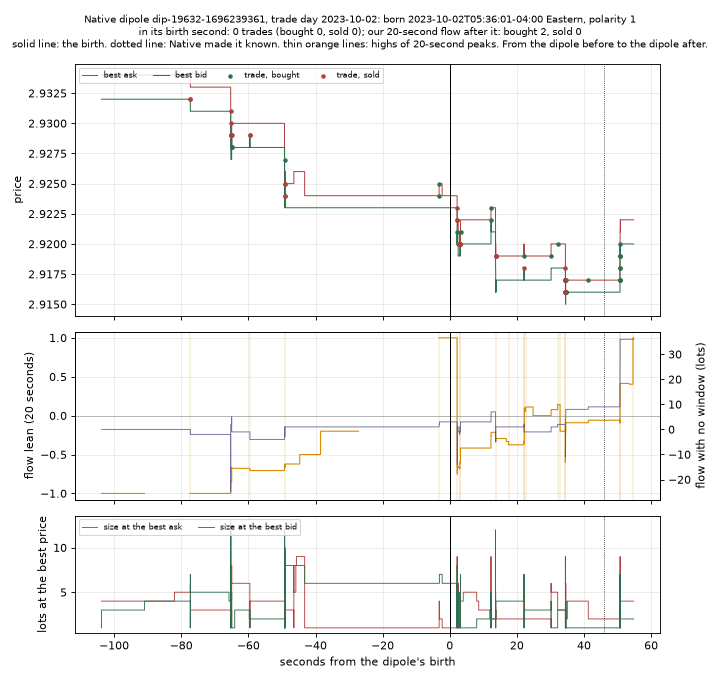 Native dipole dip-19632-1696239361, trade day 2023-10-02: born 2023-10-02T05:36:01-04:00 Eastern, polarity 1
in its birth second: 0 trades (bought 0, sold 0); our 20-second flow after it: bought 2, sold 0
solid line: the birth. dotted line: Native made it known. thin orange lines: highs of 20-second peaks. From the dipole before to the dipole after.
best ask
best bid
trade, bought
trade, sold
2.9325
2.9300
2.9275
2.9250
2.9225
2.9200
2.9175
2.9150
price
1.0
0.5
0.0
−0.5
−1.0
flow lean (20 seconds)
30
20
10
0
−10
−20
flow with no window (lots)
size at the best ask
size at the best bid
10
5
lots at the best price
−100
−80
−60
−40
−20
0
20
40
60
seconds from the dipole's birth